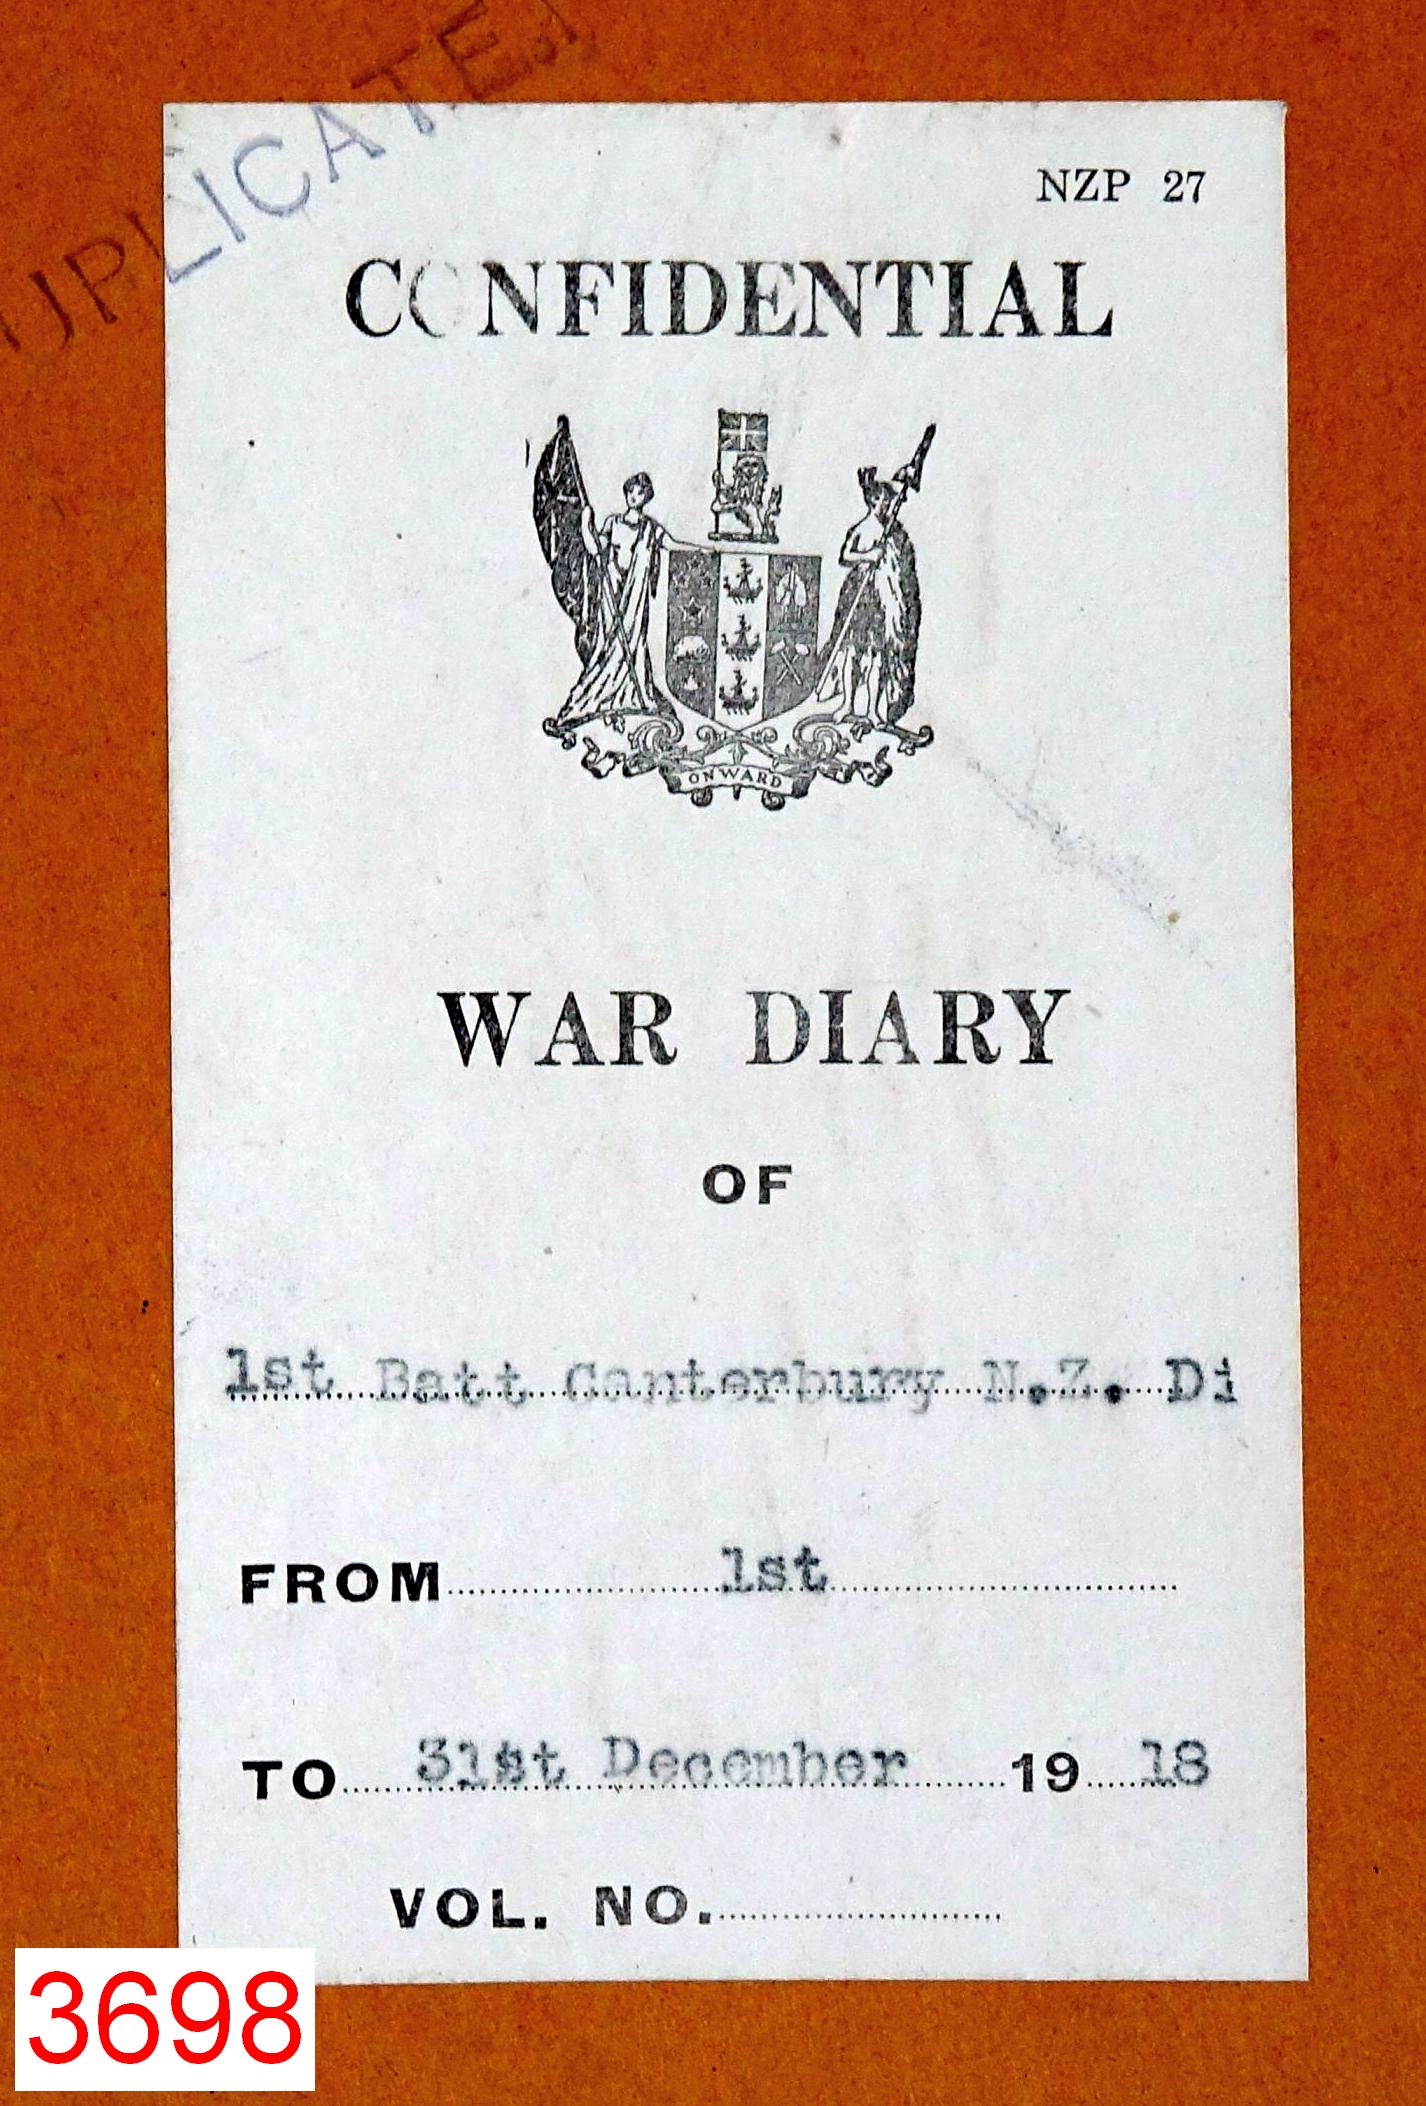 UPLICATE.
NZP 27
CONFIDENTIAL
ONWARD
WAR DIARY
OF
1st Batt Canterbury N.Z. Di
FROM 1st
TO 31st December 19 18
VOL. NO.
3698